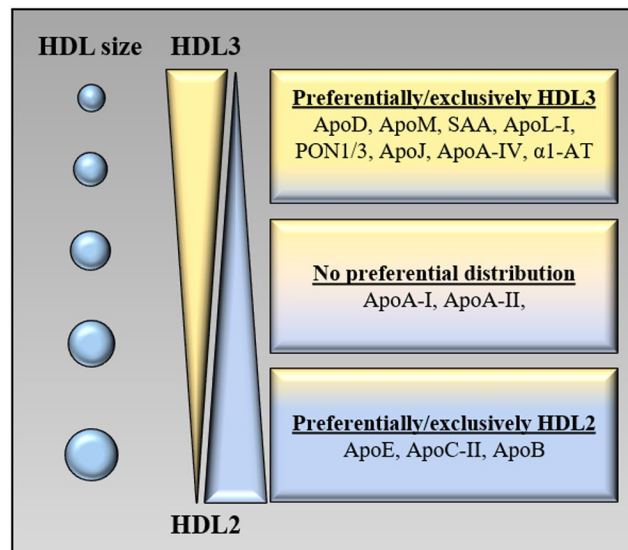 HDL size
HDL3
Preferentially/exclusively HDL3
ApoD, ApoM, SAA, ApoL-I,
PON1/3, ApoJ, ApoA-IV, α1-AT
No preferential distribution
ApoA-I, ApoA-II,
Preferentially/exclusively HDL2
ApoE, ApoC-II, ApoB
HDL2